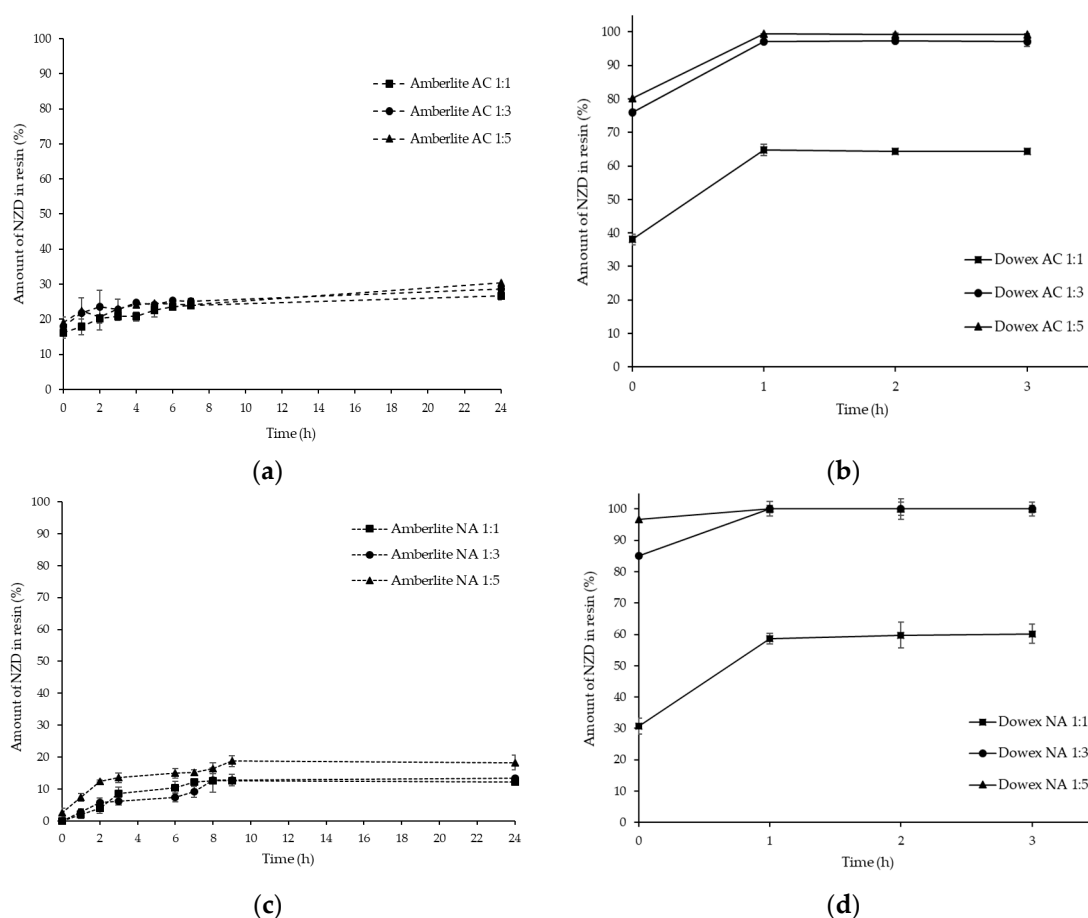 100
90
80
70
60
50
40
30
20
10
0
Amount of NZD in resin (%)
Amberlite AC 1:1
Amberlite AC 1:3
Amberlite AC 1:5
0 2 4 6 8 10 12 14 16 18 20 22 24
Time (h)
(a)
100
90
80
70
60
50
40
30
20
10
0
Amount of NZD in resin (%)
Dowex AC 1:1
Dowex AC 1:3
Dowex AC 1:5
0 1 2 3
Time (h)
(b)
100
90
80
70
60
50
40
30
20
10
0
Amount of NZD in resin (%)
Amberlite NA 1:1
Amberlite NA 1:3
Amberlite NA 1:5
0 2 4 6 8 10 12 14 16 18 20 22 24
Time (h)
(c)
100
90
80
70
60
50
40
30
20
10
0
Amount of NZD in resin (%)
Dowex NA 1:1
Dowex NA 1:3
Dowex NA 1:5
0 1 2 3
Time (h)
(d)